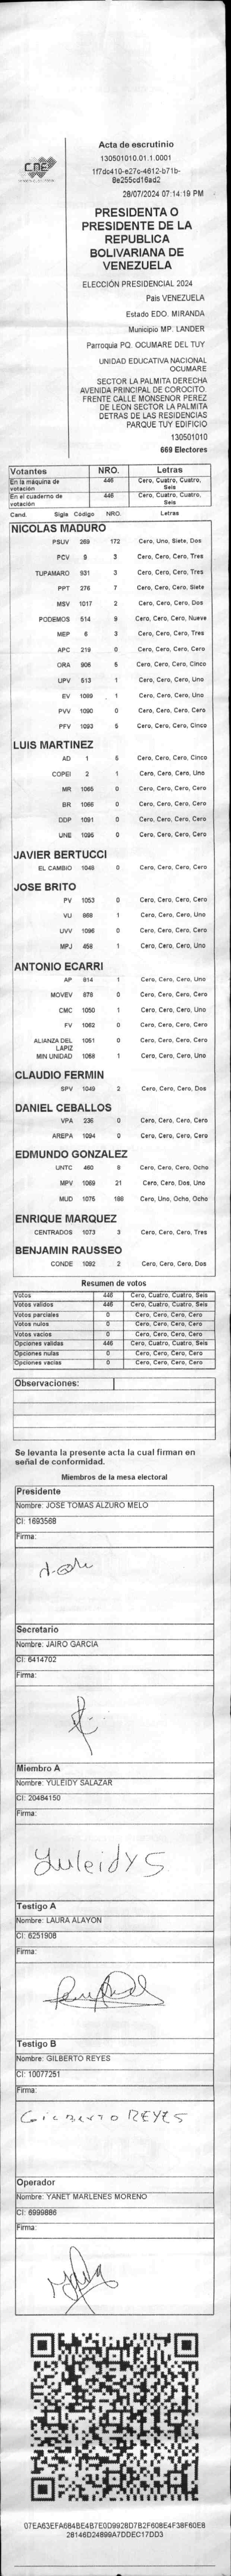 CNE
Acta de escrutinio
130501010.01.1.0001
1f7dc410-e27c-4612-b71b-
8e255cd16ad2
28/07/2024 07:14:19 PM
PRESIDENTA O
PRESIDENTE DE LA
REPUBLICA
BOLIVARIANA DE
VENEZUELA
ELECCIÓN PRESIDENCIAL 2024
Pais VENEZUELA
Estado EDO. MIRANDA
Municipio MP. LANDER
Parroquia PQ. OCUMARE DEL TUY
UNIDAD EDUCATIVA NACIONAL
OCUMARE
SECTOR LA PALMITA DERECHA
AVENIDA PRINCIPAL DE COROCITO.
FRENTE CALLE MONSENOR PEREZ
DE LEON SECTOR LA PALMITA
DETRAS DE LAS RESIDENCIAS
PARQUE TUY EDIFICIO
130501010
669 Electores
Votantes NRO. Letras
En la máquina de votación 446 Cero, Cuatro, Cuatro, Seis
En el cuaderno de votación 446 Cero, Cuatro, Cuatro, Seis
Cand. Sigla Código NRO. Letras
NICOLAS MADURO
PSUV 269 172 Cero, Uno, Siete, Dos
PCV 9 3 Cero, Cero, Cero, Tres
TUPAMARO 931 3 Cero, Cero, Cero, Tres
PPT 276 7 Cero, Cero, Cero, Siete
MSV 1017 2 Cero, Cero, Cero, Dos
PODEMOS 514 9 Cero, Cero, Cero, Nueve
MEP 6 3 Cero, Cero, Cero, Tres
APC 219 0 Cero, Cero, Cero, Cero
ORA 906 5 Cero, Cero, Cero, Cinco
UPV 513 1 Cero, Cero, Cero, Uno
EV 1089 1 Cero, Cero, Cero, Uno
PVV 1090 0 Cero, Cero, Cero, Cero
PFV 1093 5 Cero, Cero, Cero, Cinco
LUIS MARTINEZ
AD 1 5 Cero, Cero, Cero, Cinco
COPEI 2 1 Cero, Cero, Cero, Uno
MR 1065 0 Cero, Cero, Cero, Cero
BR 1066 0 Cero, Cero, Cero, Cero
DDP 1091 0 Cero, Cero, Cero, Cero
UNE 1095 0 Cero, Cero, Cero, Cero
JAVIER BERTUCCI
EL CAMBIO 1046 0 Cero, Cero, Cero, Cero
JOSE BRITO
PV 1053 0 Cero, Cero, Cero, Cero
VU 868 1 Cero, Cero, Cero, Uno
UVV 1096 0 Cero, Cero, Cero, Cero
MPJ 458 1 Cero, Cero, Cero, Uno
ANTONIO ECARRI
AP 814 1 Cero, Cero, Cero, Uno
MOVEV 876 0 Cero, Cero, Cero, Cero
CMC 1050 1 Cero, Cero, Cero, Uno
FV 1062 0 Cero, Cero, Cero, Cero
ALIANZA DEL LAPIZ 1061 0 Cero, Cero, Cero, Cero
MIN UNIDAD 1068 1 Cero, Cero, Cero, Uno
CLAUDIO FERMIN
SPV 1049 2 Cero, Cero, Cero, Dos
DANIEL CEBALLOS
VPA 236 0 Cero, Cero, Cero, Cero
AREPA 1094 0 Cero, Cero, Cero, Cero
EDMUNDO GONZALEZ
UNTC 460 8 Cero, Cero, Cero, Ocho
MPV 1069 21 Cero, Cero, Dos, Uno
MUD 1075 188 Cero, Uno, Ocho, Ocho
ENRIQUE MARQUEZ
CENTRADOS 1073 3 Cero, Cero, Cero, Tres
BENJAMIN RAUSSEO
CONDE 1092 2 Cero, Cero, Cero, Dos
Resumen de votos
Votos 446 Cero, Cuatro, Cuatro, Seis
Votos validos 446 Cero, Cuatro, Cuatro, Seis
Votos parciales 0 Cero, Cero, Cero, Cero
Votos nulos 0 Cero, Cero, Cero, Cero
Votos vacios 0 Cero, Cero, Cero, Cero
Opciones validas 446 Cero, Cuatro, Cuatro, Seis
Opciones nulas 0 Cero, Cero, Cero, Cero
Opciones vacias 0 Cero, Cero, Cero, Cero
Observaciones:
Se levanta la presente acta la cual firman en
señal de conformidad.
Miembros de la mesa electoral
Presidente
Nombre: JOSE TOMAS ALZURO MELO
CI: 1693568
Firma:
Secretario
Nombre: JAIRO GARCIA
CI: 6414702
Firma:
Miembro A
Nombre: YULEIDY SALAZAR
CI: 20484150
Firma:
Yuleidy S
Testigo A
Nombre: LAURA ALAYON
CI: 6251908
Firma:
Testigo B
Nombre: GILBERTO REYES
CI: 10077251
Firma:
GILBERTO REYES
Operador
Nombre: YANET MARLENES MORENO
CI: 6999886
Firma:
07EA63EFA684BE4B7E0D9928D7B2F608E4F38F60E8
28146D24899A7DDEC17DD3